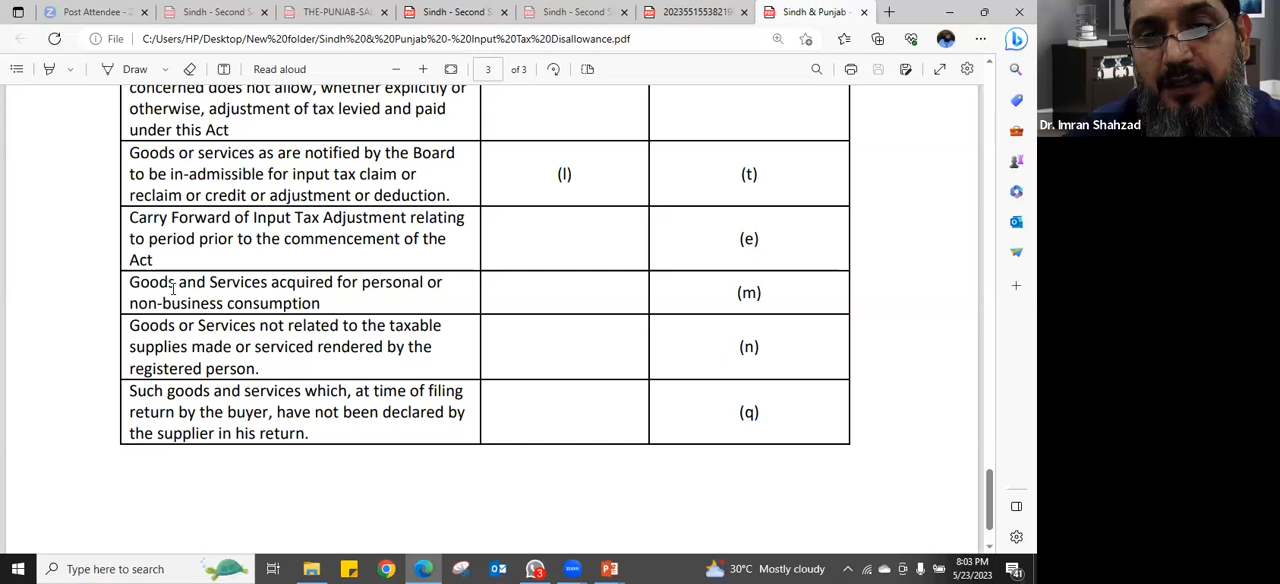 Post Attendee - Z
Sindh - Second S
THE-PUNJAB-SA
Sindh - Second S
Sindh - Second S
2023551553821
Sindh & Punjab -
File
C:/Users/HP/Desktop/New%20folder/Sindh%20&%20Punjab%20-%20Input%20Tax%20Disallowance.pdf
Draw
Read aloud
3
of 3
concerned does not allow, whether explicitly or
otherwise, adjustment of tax levied and paid
under this Act
Goods or services as are notified by the Board
to be in-admissible for input tax claim or
reclaim or credit or adjustment or deduction.
(l)
(t)
Carry Forward of Input Tax Adjustment relating
to period prior to the commencement of the
Act
(e)
Goods and Services acquired for personal or
non-business consumption
(m)
Goods or Services not related to the taxable
supplies made or serviced rendered by the
registered person.
(n)
Such goods and services which, at time of filing
return by the buyer, have not been declared by
the supplier in his return.
(q)
Dr. Imran Shahzad
Type here to search
3
30°C Mostly cloudy
8:03 PM
5/23/2023
41